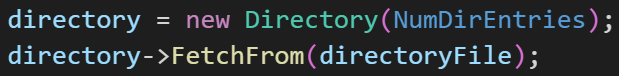 directory = new Directory(NumDirEntries);
directory->FetchFrom(directoryFile);